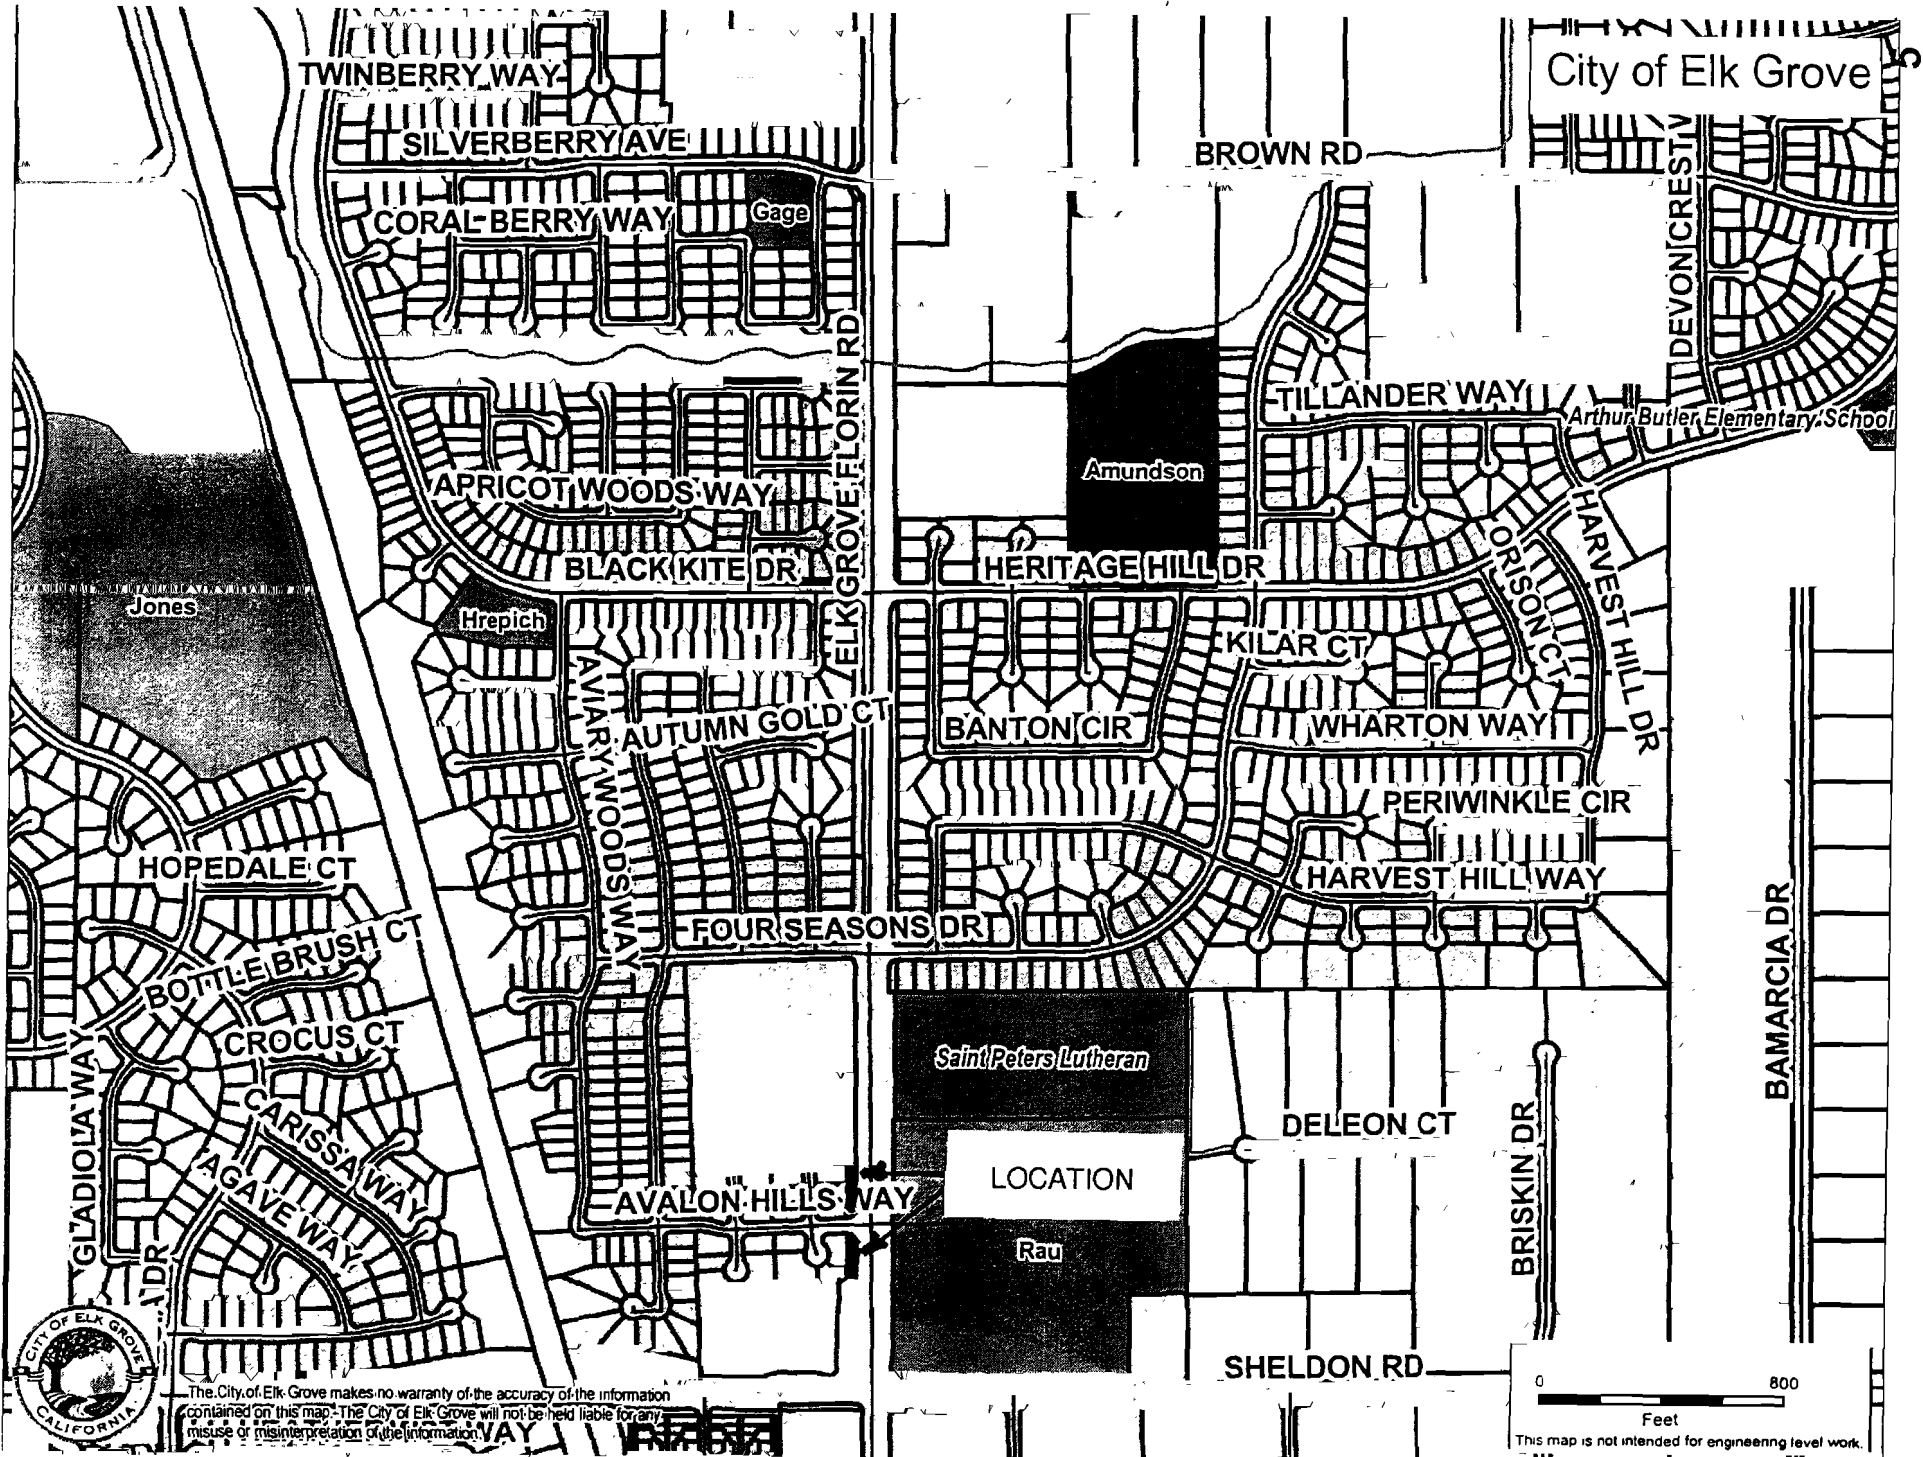 City of Elk Grove
5
TWINBERRY WAY
SILVERBERRY AVE
BROWN RD
DEVON CREST
CORAL BERRY WAY
Gage
ELK GROVE FLORIN RD
TILLANDER WAY
Arthur Butler Elementary School
Amundson
APRICOT WOODS WAY
HARVEST HILL DR
ORISON CT
BLACK KITE DR
HERITAGE HILL DR
Jones
Hrepich
KILAR CT
AVIARY WOODS WAY
AUTUMN GOLD CT
BANTON CIR
WHARTON WAY
PERIWINKLE CIR
HOPEDALE CT
HARVEST HILL WAY
BAMARCIA DR
FOUR SEASONS DR
BOTTLE BRUSH CT
CROCUS CT
GLADIOLA WAY
Saint Peters Lutheran
CARISSA WAY
DELEON CT
BRISKIN DR
AGAVE WAY
LOCATION
AVALON HILLS WAY
Rau
DR
SHELDON RD
CITY OF ELK GROVE
CALIFORNIA
The City of Elk Grove makes no warranty of the accuracy of the information
contained on this map. The City of Elk Grove will not be held liable for any
misuse or misinterpretation of the information.
WAY
0 800
Feet
This map is not intended for engineering level work.